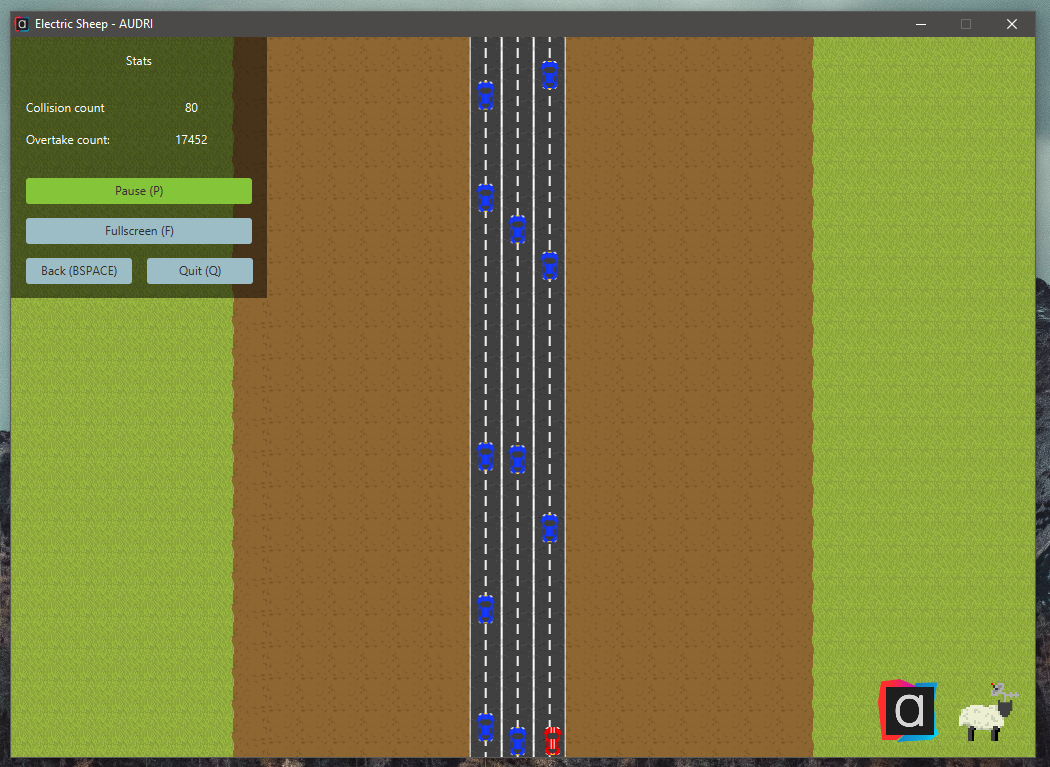 a Electric Sheep - AUDRI
Stats
Collision count 80
Overtake count: 17452
Pause (P)
Fullscreen (F)
Back (BSPACE) Quit (Q)
a